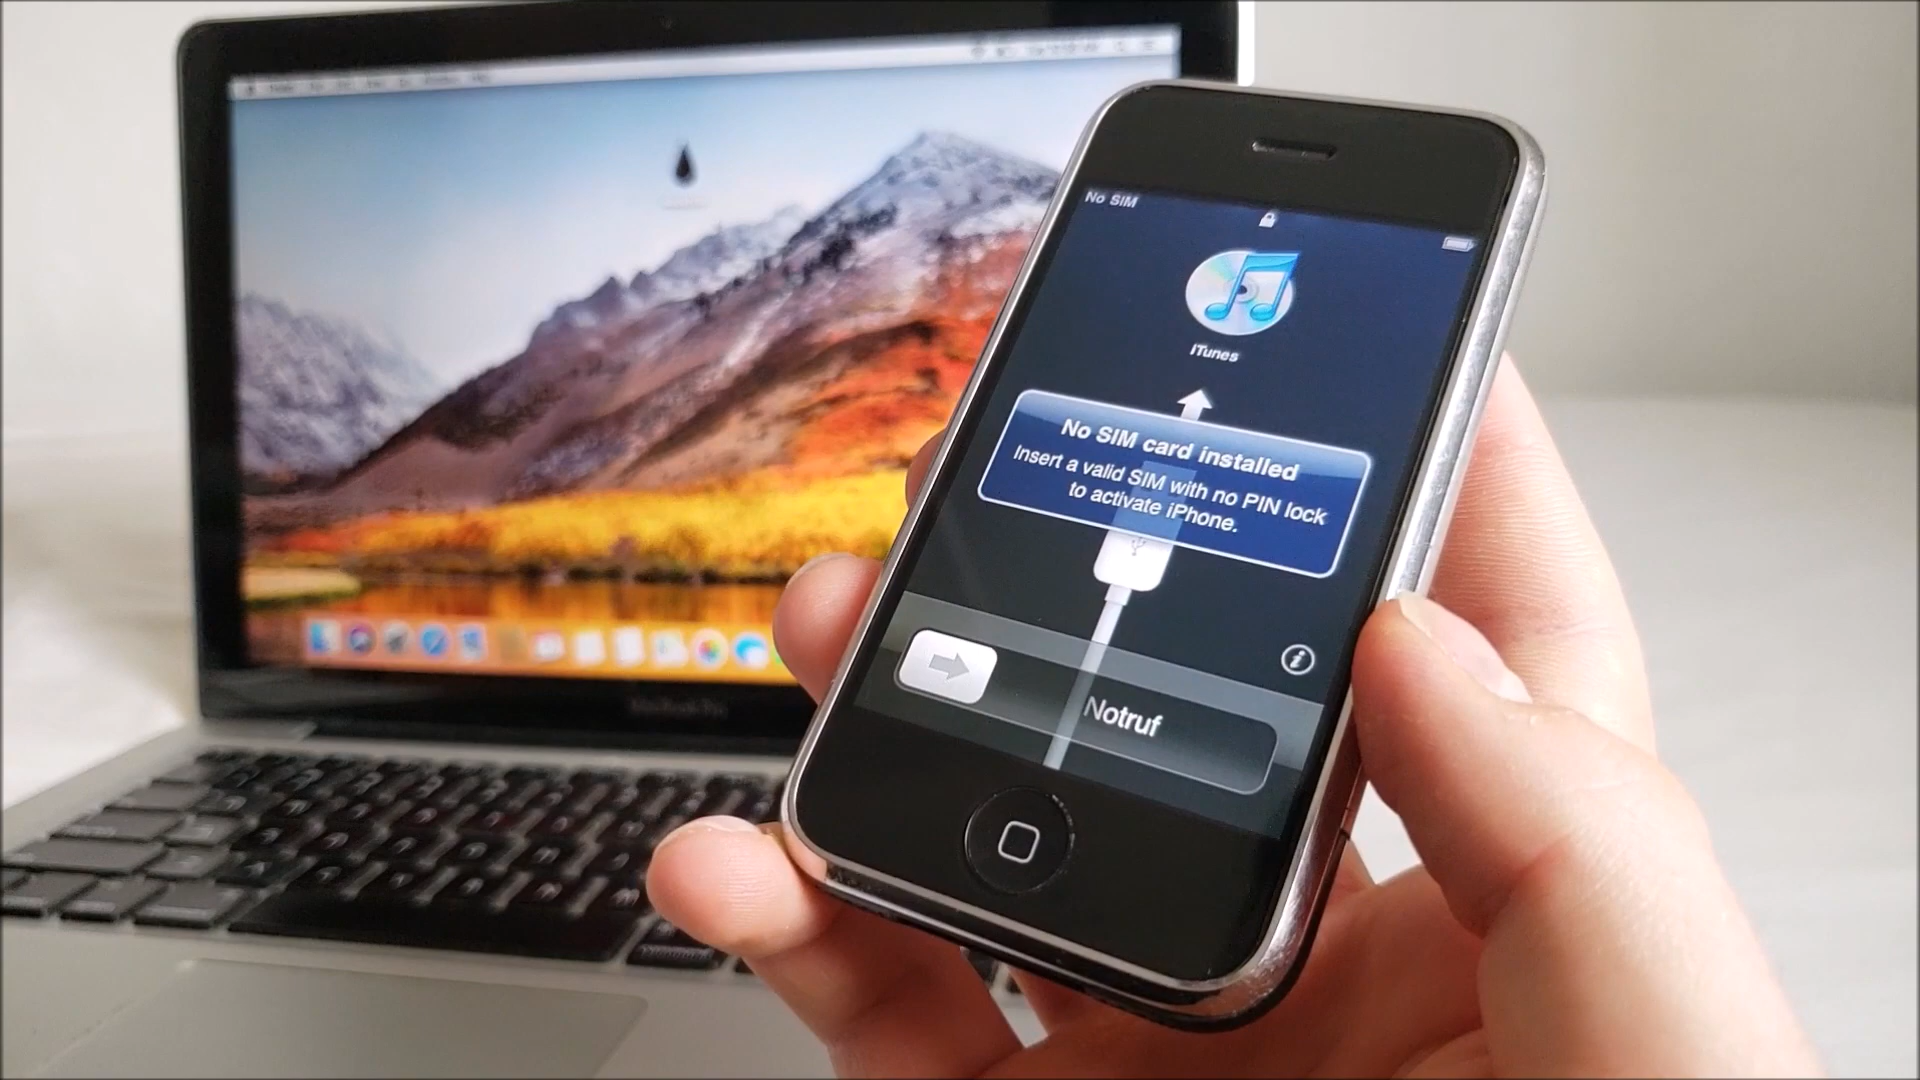 No SIM
iTunes
No SIM card installed
Insert a valid SIM with no PIN lock
to activate iPhone.
Notruf